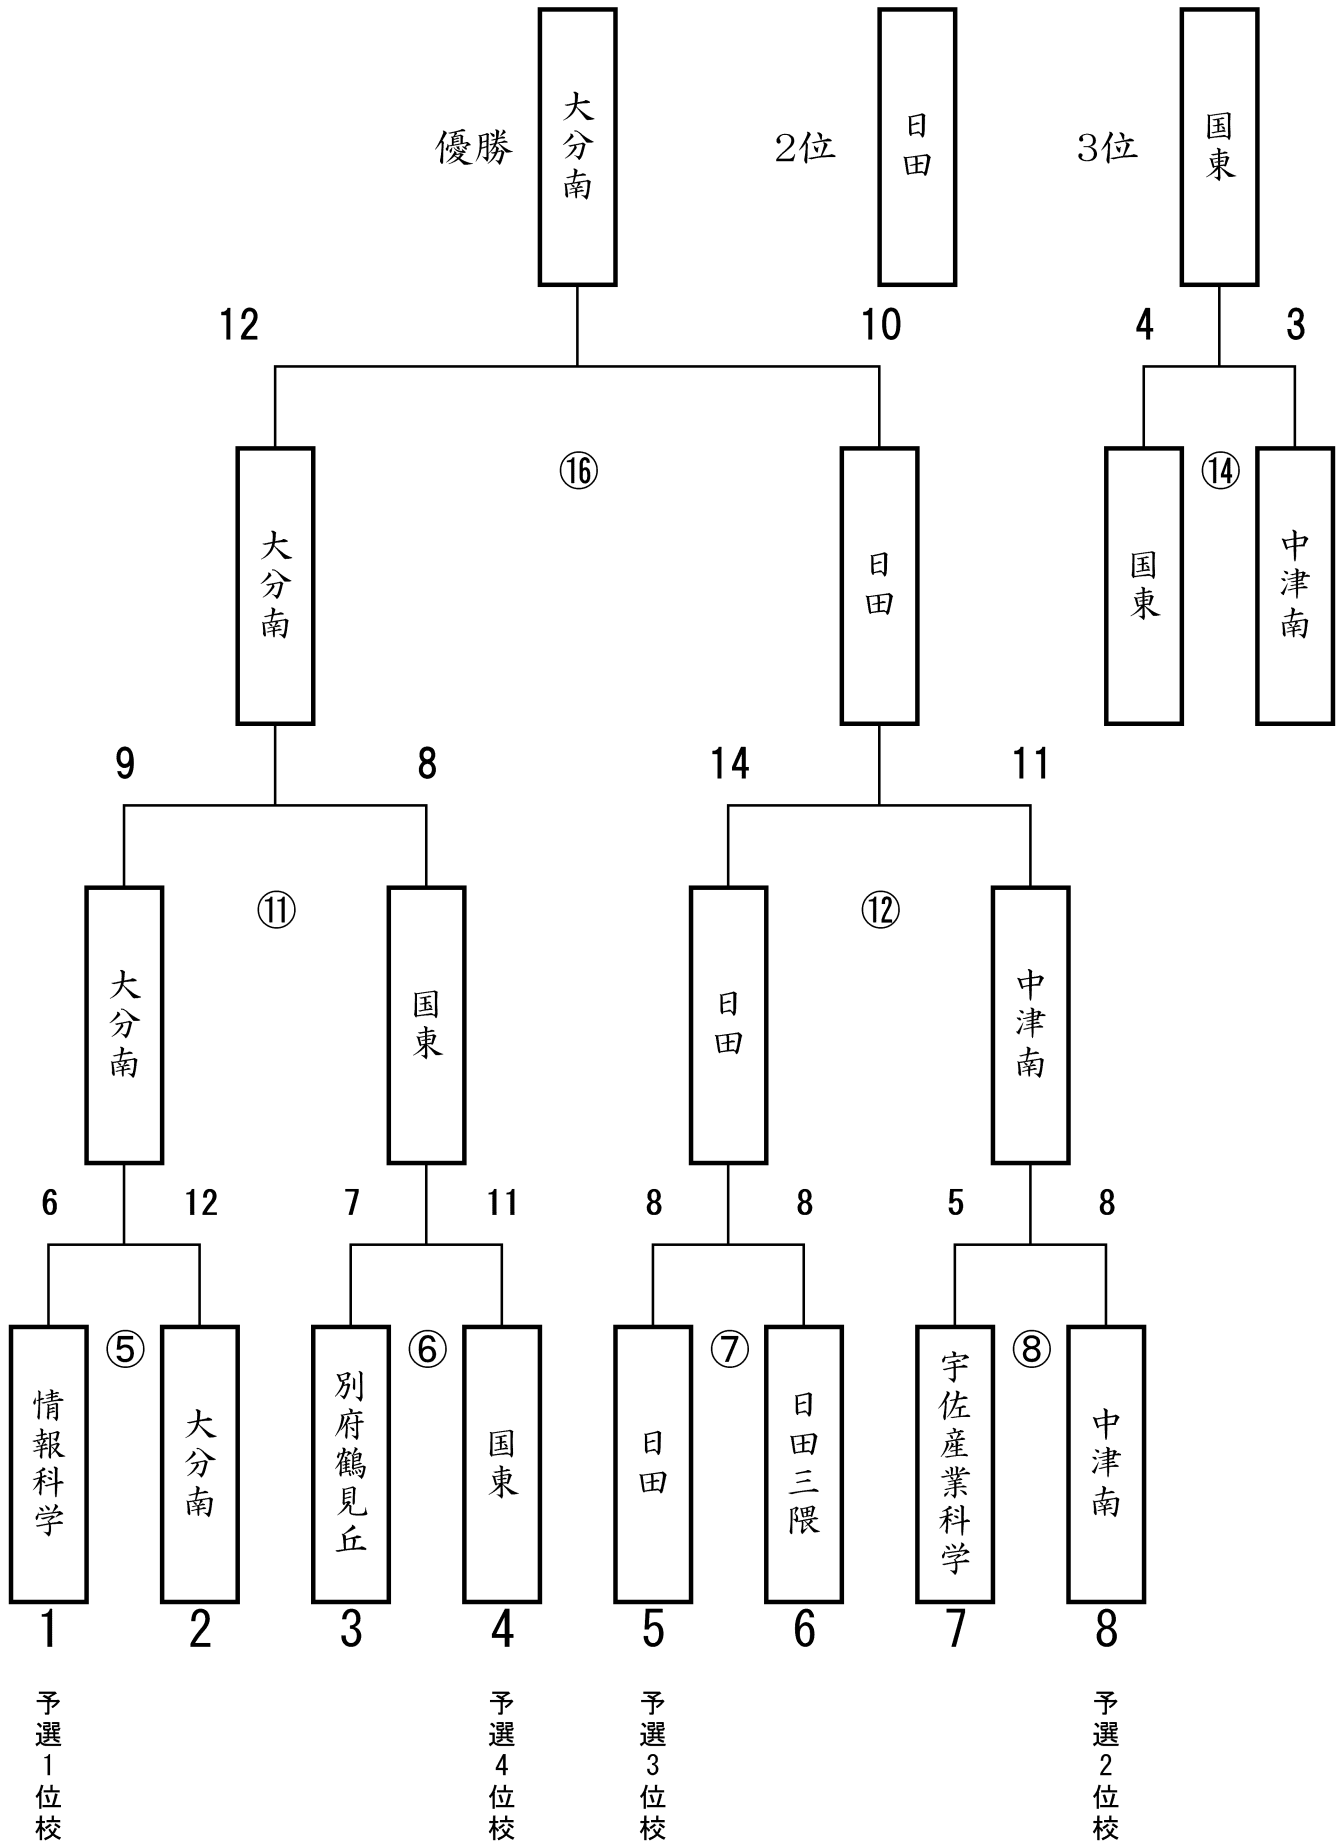 優勝
大分南
2位
日田
3位
国東
12
10
4
3
大分南
⑯
日田
国東
⑭
中津南
9
8
14
11
大分南
⑪
国東
日田
⑫
中津南
6
12
7
11
8
8
5
8
情報科学
⑤
大分南
別府鶴見丘
⑥
国東
日田
⑦
日田三隈
宇佐産業科学
⑧
中津南
1
2
3
4
5
6
7
8
予選1位校
予選4位校
予選3位校
予選2位校